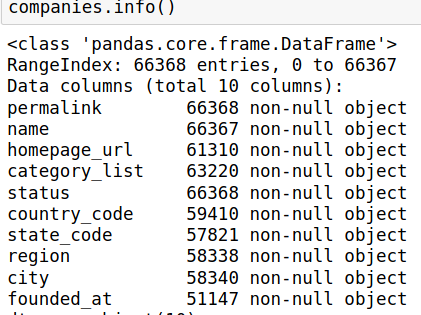 companies.info()
<class 'pandas.core.frame.DataFrame'>
RangeIndex: 66368 entries, 0 to 66367
Data columns (total 10 columns):
permalink 66368 non-null object
name 66367 non-null object
homepage_url 61310 non-null object
category_list 63220 non-null object
status 66368 non-null object
country_code 59410 non-null object
state_code 57821 non-null object
region 58338 non-null object
city 58340 non-null object
founded_at 51147 non-null object